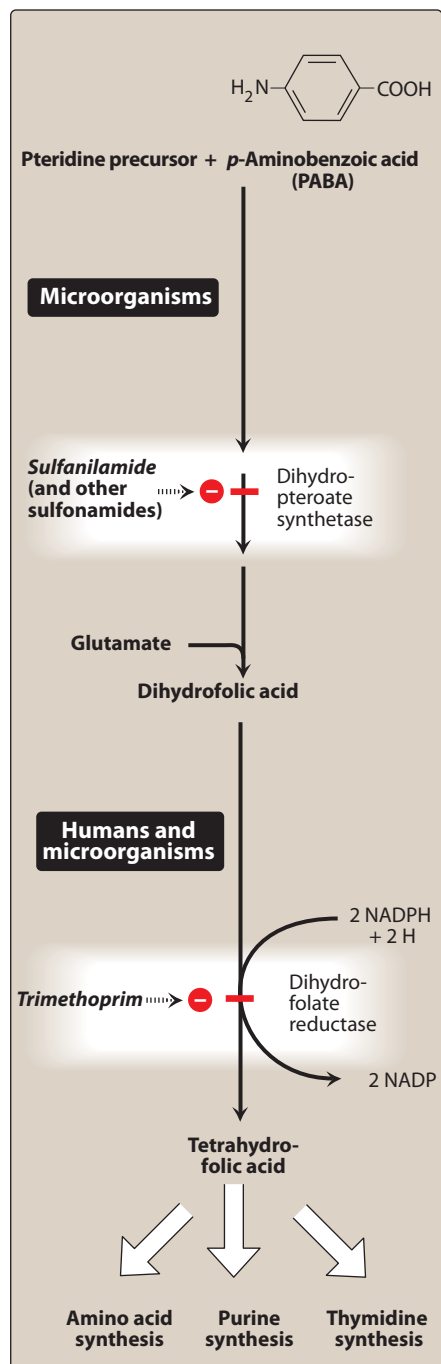 H2N
COOH
Pteridine precursor + p-Aminobenzoic acid
(PABA)
Microorganisms
Sulfanilamide
(and other
sulfonamides)
Dihydro-
pteroate
synthetase
Glutamate
Dihydrofolic acid
Humans and
microorganisms
2 NADPH
+ 2 H
Trimethoprim
Dihydro-
folate
reductase
2 NADP
Tetrahydro-
folic acid
Amino acid
synthesis
Purine
synthesis
Thymidine
synthesis